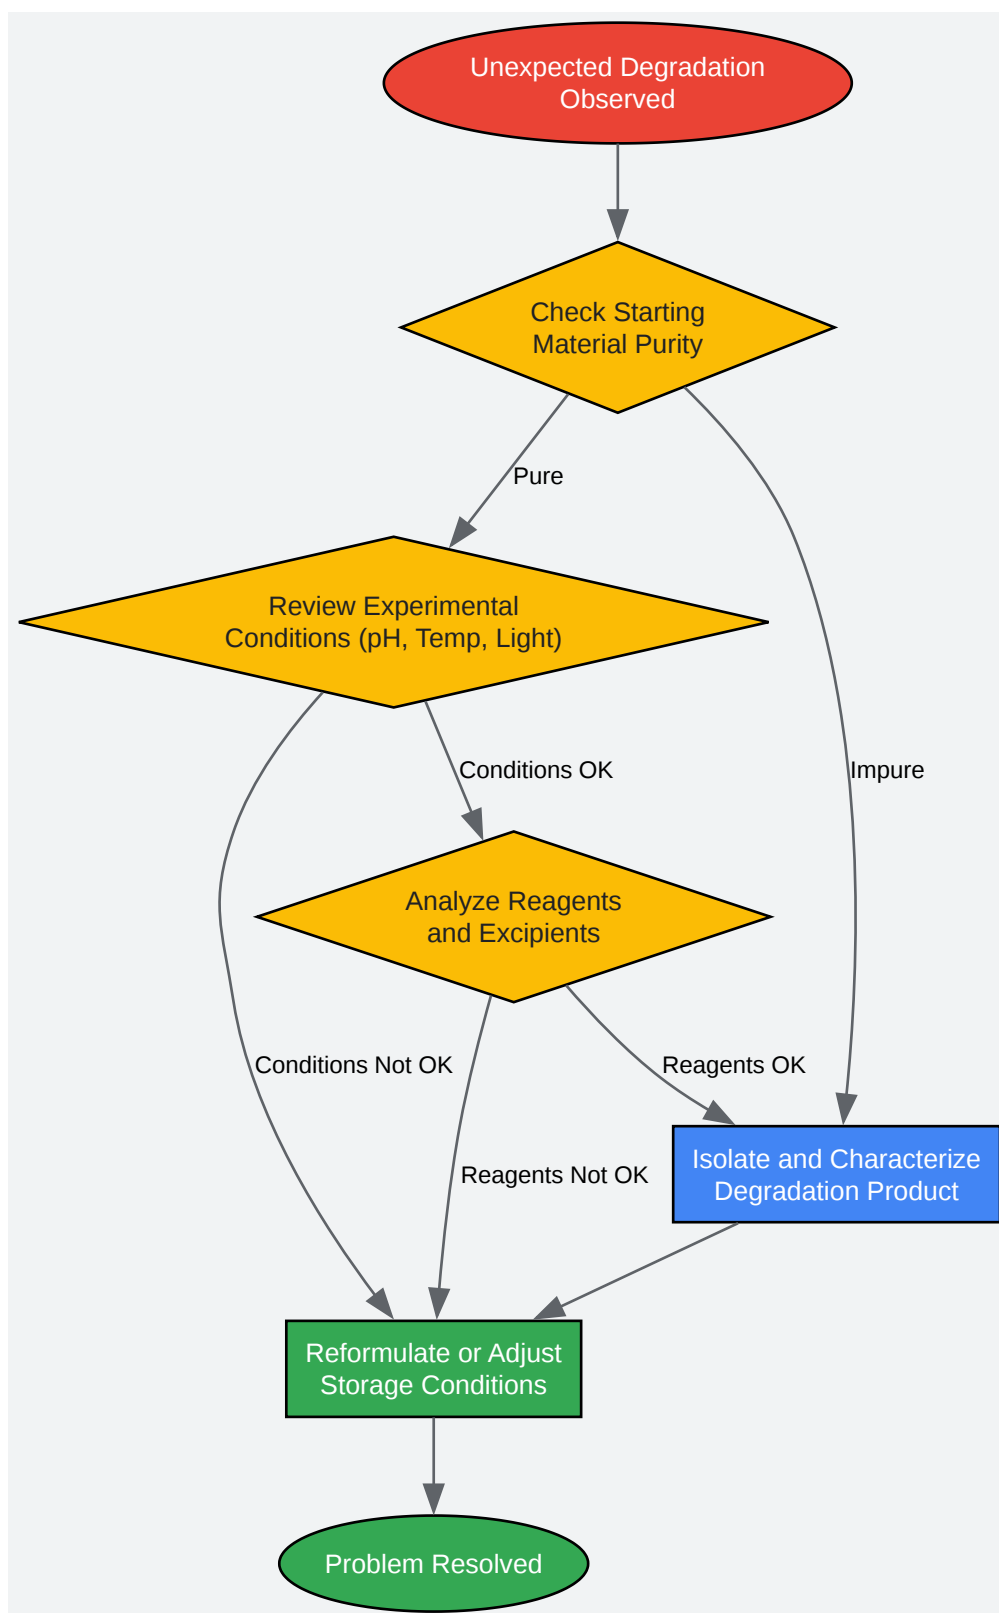 Unexpected Degradation
Observed
Check Starting
Material Purity
Pure
Review Experimental
Conditions (pH, Temp, Light)
Conditions OK
Impure
Analyze Reagents
and Excipients
Conditions Not OK
Reagents OK
Reagents Not OK
Isolate and Characterize
Degradation Product
Reformulate or Adjust
Storage Conditions
Problem Resolved